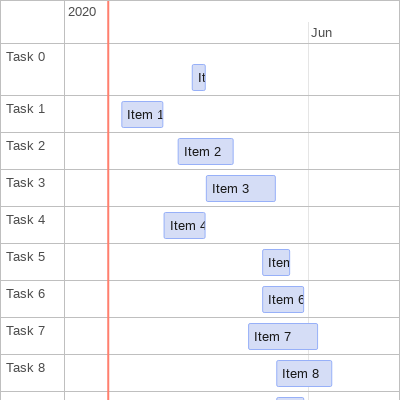 2020
Jun
Task 0
It
Task 1
Item 1
Task 2
Item 2
Task 3
Item 3
Task 4
Item 4
Task 5
Item
Task 6
Item 6
Task 7
Item 7
Task 8
Item 8